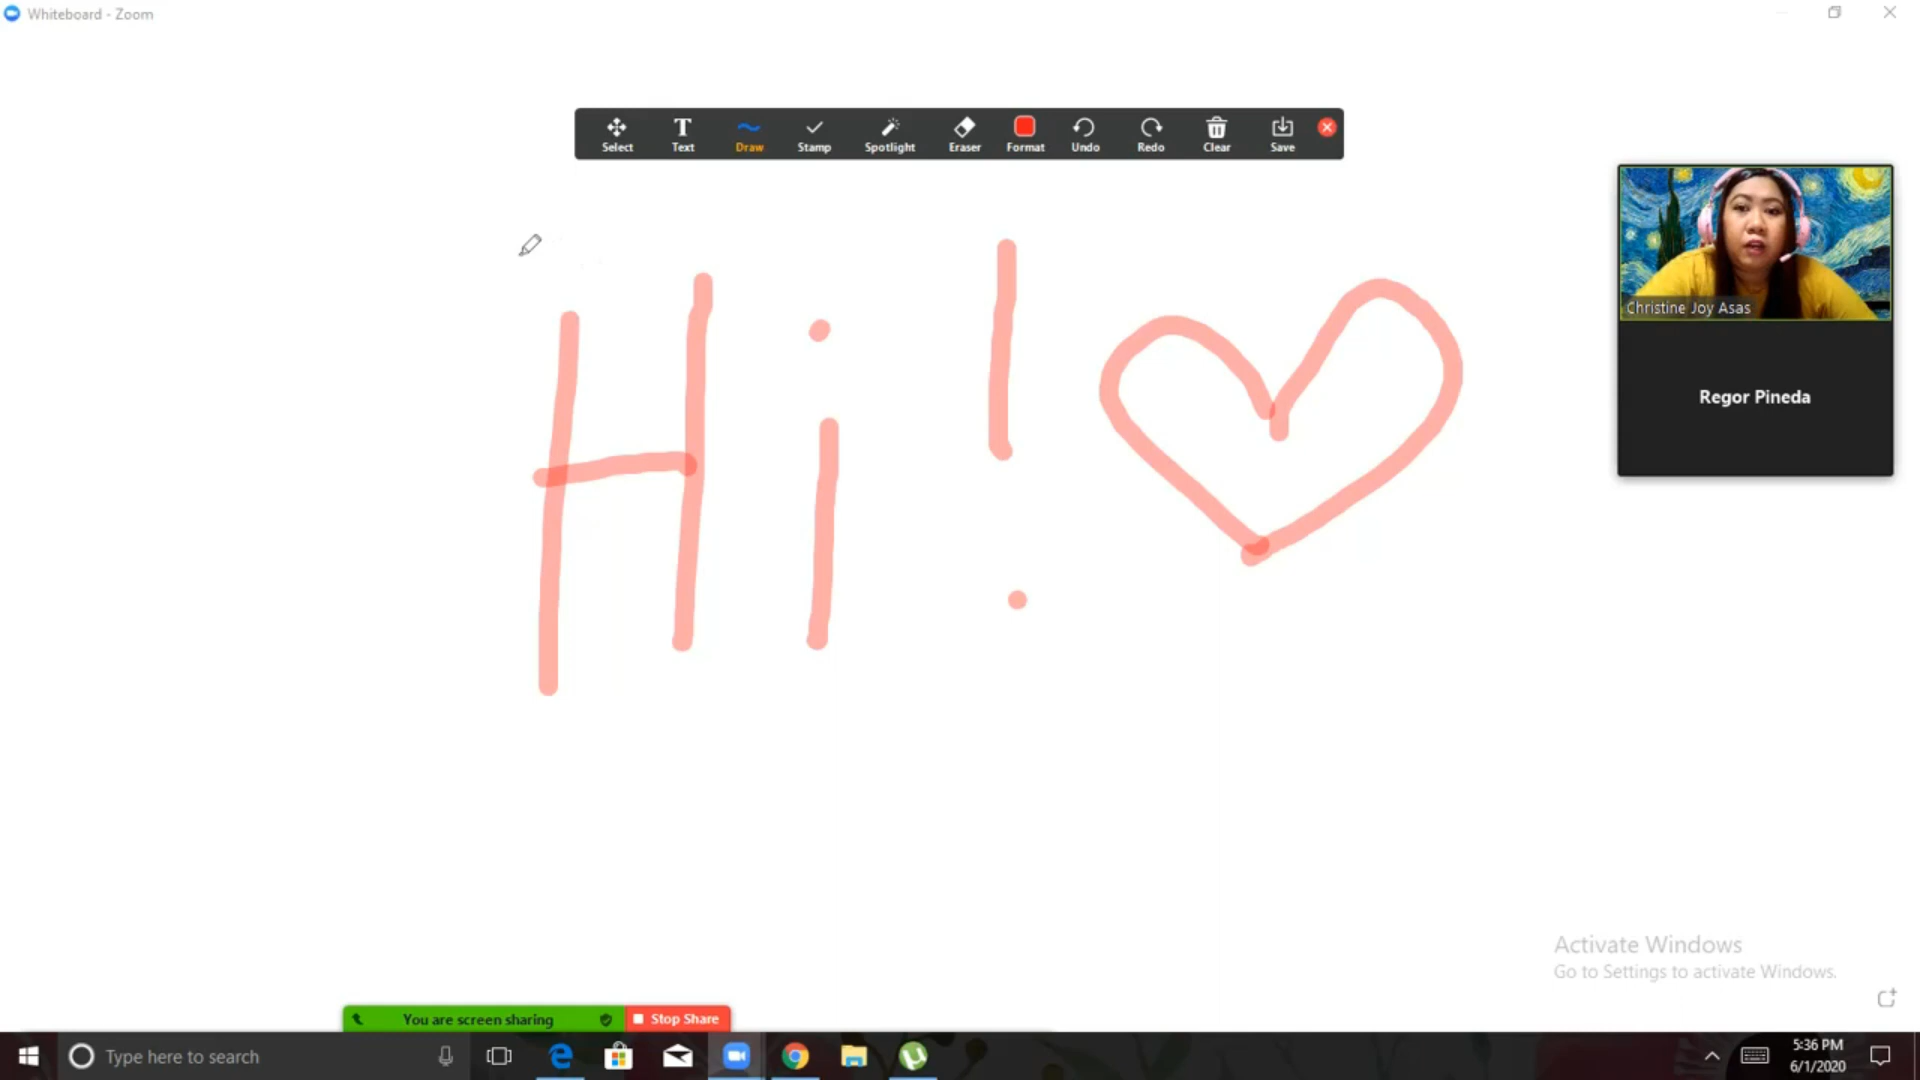 Whiteboard - Zoom
Select Text Draw Stamp Spotlight Eraser Format Undo Redo Clear Save
Hi!
Christine Joy Asas
Regor Pineda
Activate Windows
Go to Settings to activate Windows.
You are screen sharing Stop Share
Type here to search
5:36 PM
6/1/2020